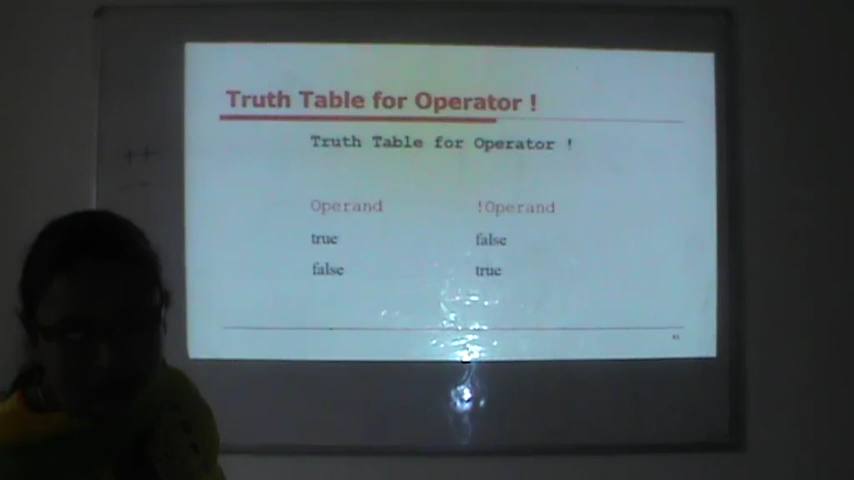 Truth Table for Operator !
Truth Table for Operator !
Operand !Operand
true false
false true
++